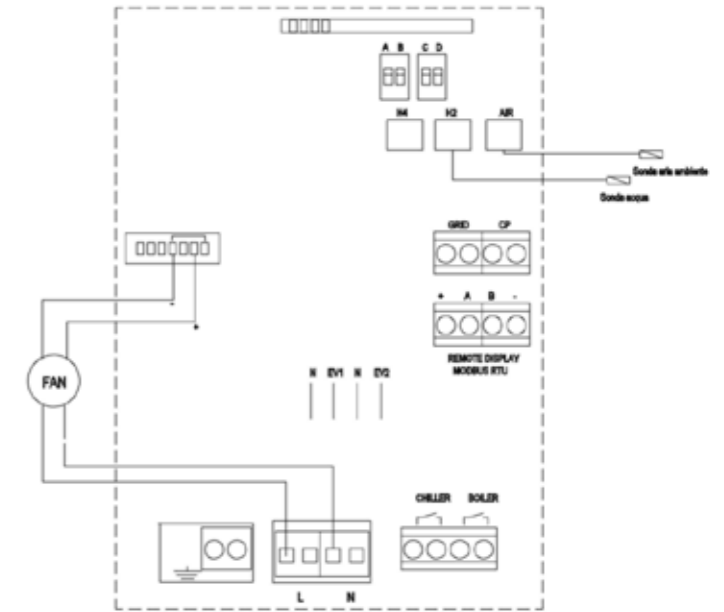 A B C D
H4 H2 AIR
Sonda aria ambiente
Sonda acqua
GRID CP
- +
+ A B -
REMOTE DISPLAY
MODBUS RTU
FAN
N EV1 N EV2
CHILLER BOILER
L N